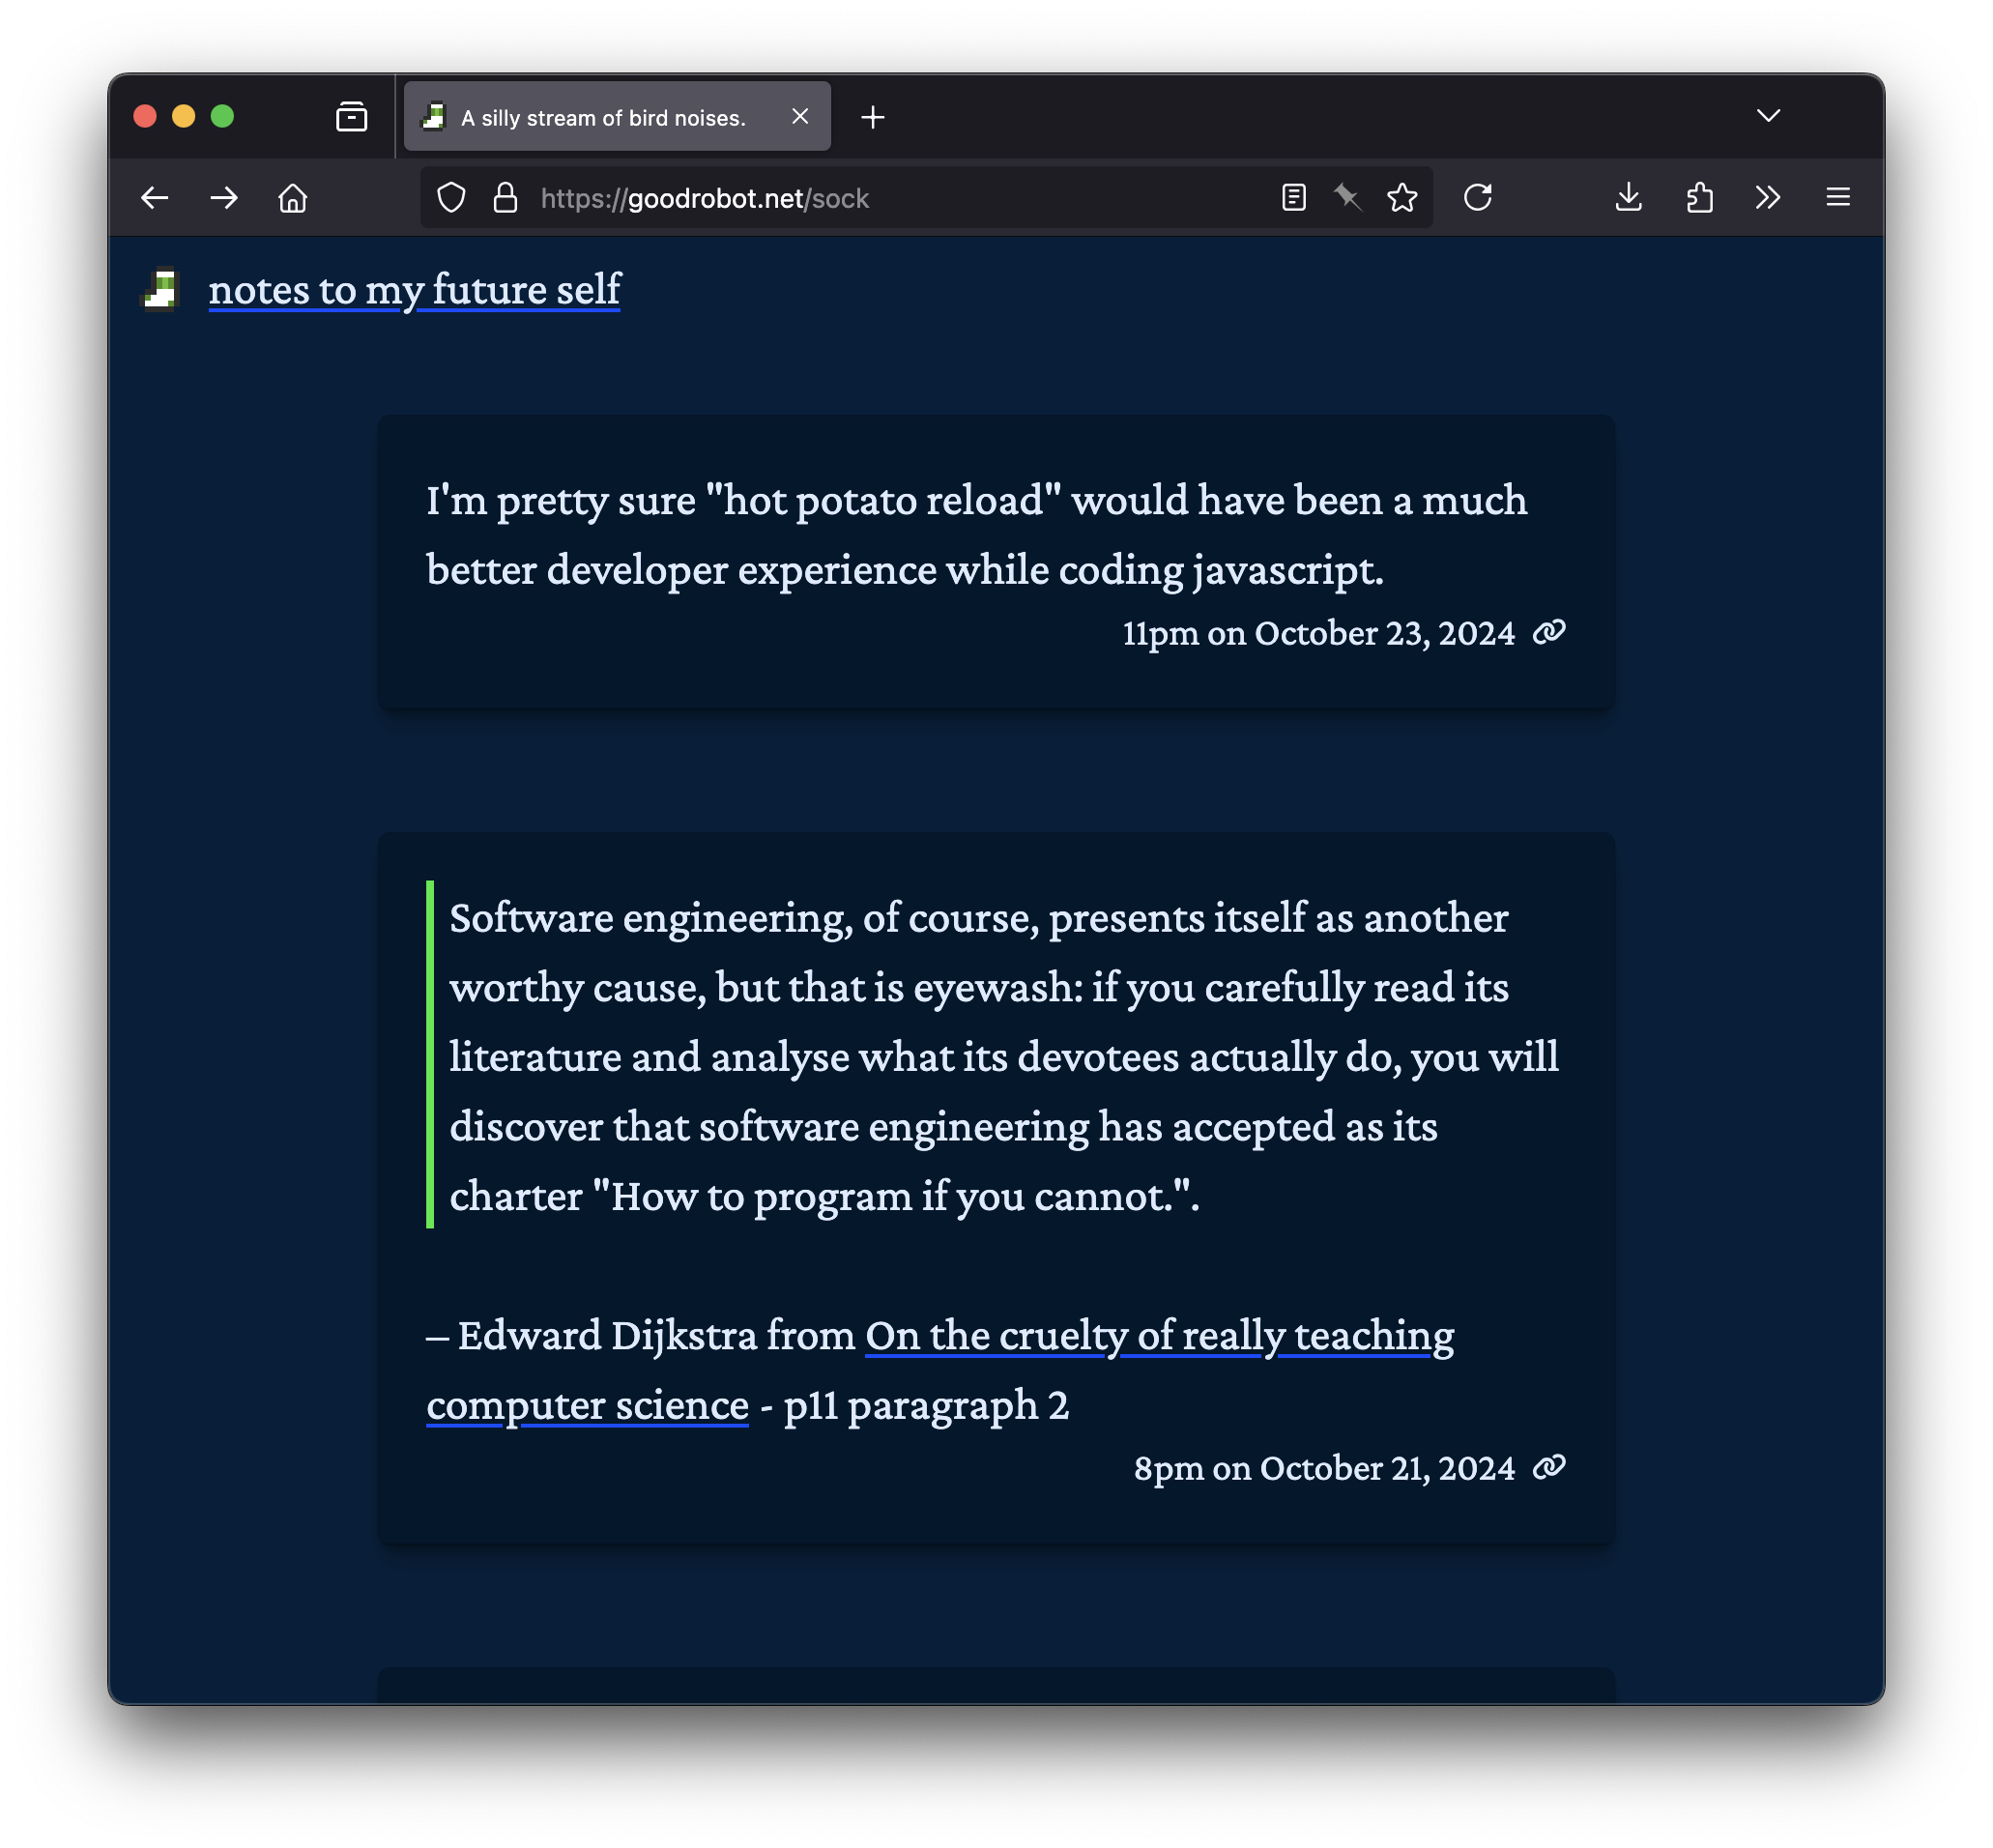 A silly stream of bird noises.
https://goodrobot.net/sock
notes to my future self
I'm pretty sure "hot potato reload" would have been a much
better developer experience while coding javascript.
11pm on October 23, 2024
Software engineering, of course, presents itself as another
worthy cause, but that is eyewash: if you carefully read its
literature and analyse what its devotees actually do, you will
discover that software engineering has accepted as its
charter "How to program if you cannot.".
– Edward Dijkstra from On the cruelty of really teaching
computer science - p11 paragraph 2
8pm on October 21, 2024